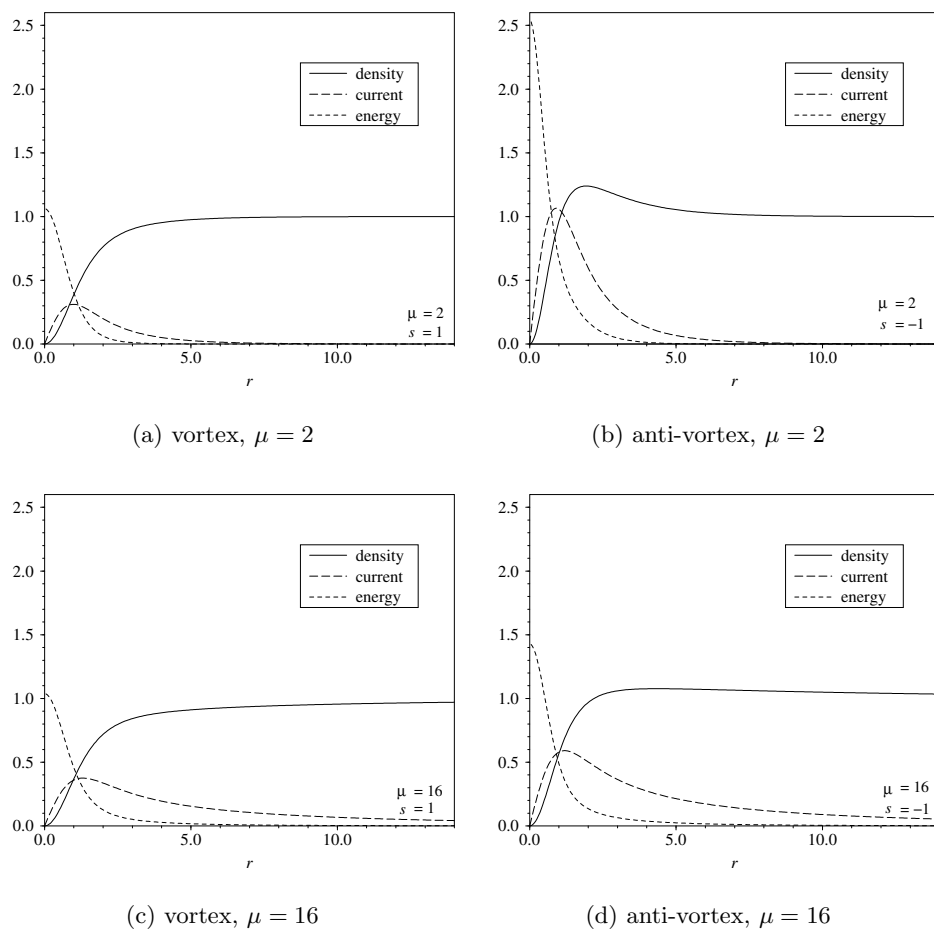 2.5
2.0
1.5
1.0
0.5
0.0
0.0 5.0 10.0
r
density
current
energy
μ = 2
s = 1
(a) vortex, μ = 2
2.5
2.0
1.5
1.0
0.5
0.0
0.0 5.0 10.0
r
density
current
energy
μ = 2
s = −1
(b) anti-vortex, μ = 2
2.5
2.0
1.5
1.0
0.5
0.0
0.0 5.0 10.0
r
density
current
energy
μ = 16
s = 1
(c) vortex, μ = 16
2.5
2.0
1.5
1.0
0.5
0.0
0.0 5.0 10.0
r
density
current
energy
μ = 16
s = −1
(d) anti-vortex, μ = 16